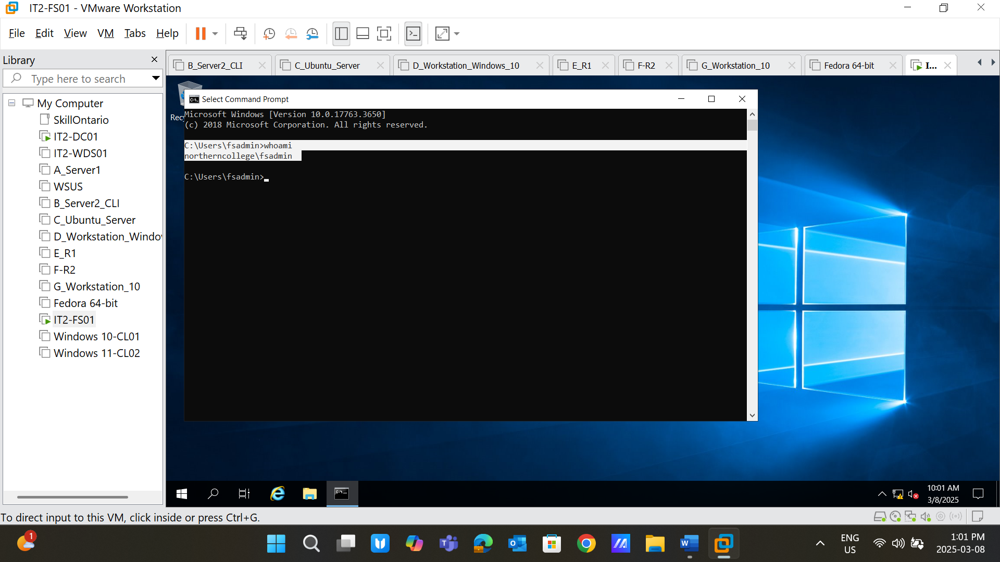 IT2-FS01 - VMware Workstation
File Edit View VM Tabs Help
Library
Type here to search
My Computer
SkillOntario
IT2-DC01
IT2-WDS01
A_Server1
WSUS
B_Server2_CLI
C_Ubuntu_Server
D_Workstation_Windo
E_R1
F-R2
G_Workstation_10
Fedora 64-bit
IT2-FS01
Windows 10-CL01
Windows 11-CL02
B_Server2_CLI C_Ubuntu_Server D_Workstation_Windows_10 E_R1 F-R2 G_Workstation_10 Fedora 64-bit I...
Recy
Select Command Prompt
Microsoft Windows [Version 10.0.17763.3650]
(c) 2018 Microsoft Corporation. All rights reserved.
C:\Users\fsadmin>whoami
northerncollege\fsadmin
C:\Users\fsadmin>
10:01 AM
3/8/2025
To direct input to this VM, click inside or press Ctrl+G.
1
ENG
US
1:01 PM
2025-03-08